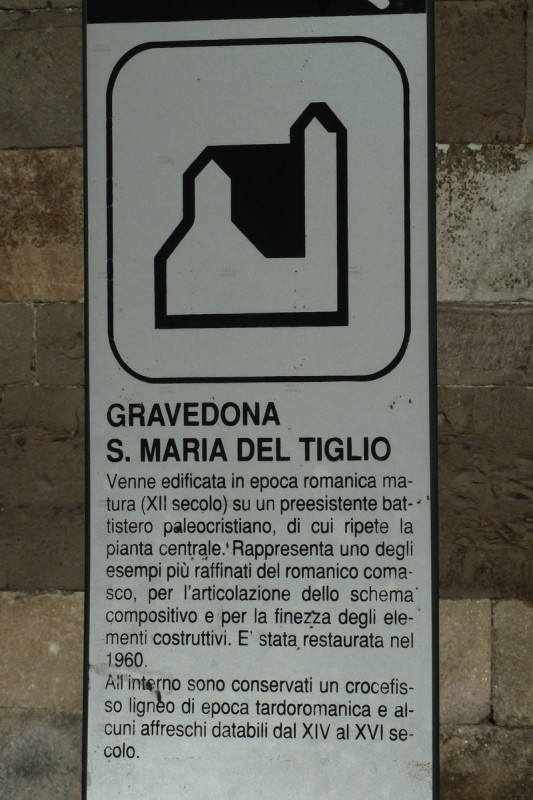 GRAVEDONA
S. MARIA DEL TIGLIO
Venne edificata in epoca romanica ma-
tura (XII secolo) su un preesistente bat-
tistero paleocristiano, di cui ripete la
pianta centrale. Rappresenta uno degli
esempi più raffinati del romanico coma-
sco, per l'articolazione dello schema
compositivo e per la finezza degli ele-
menti costruttivi. E' stata restaurata nel
1960.
All'interno sono conservati un crocefis-
so ligneo di epoca tardoromanica e al-
cuni affreschi databili dal XIV al XVI se-
colo.